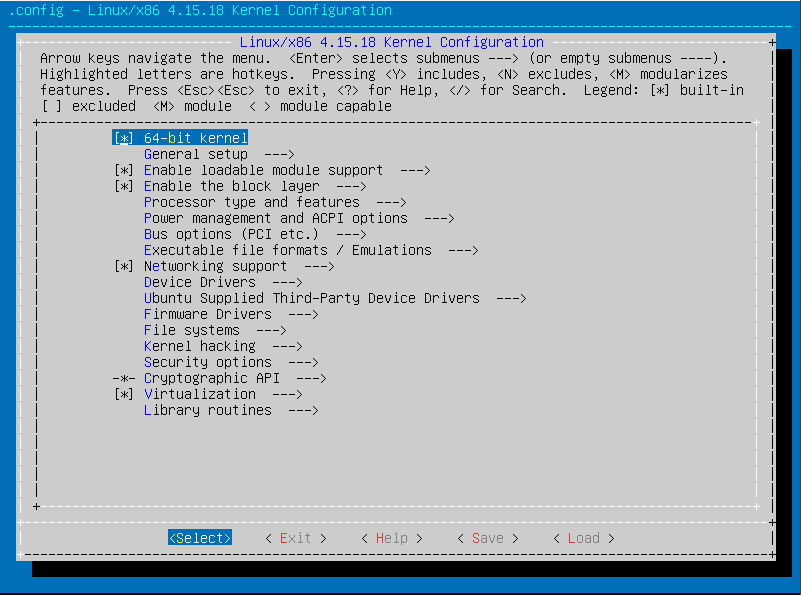 .config - Linux/x86 4.15.18 Kernel Configuration
Linux/x86 4.15.18 Kernel Configuration
Arrow keys navigate the menu.  <Enter> selects submenus ---> (or empty submenus ----).
Highlighted letters are hotkeys.  Pressing <Y> includes, <N> excludes, <M> modularizes
features.  Press <Esc><Esc> to exit, <?> for Help, </> for Search.  Legend: [*] built-in
[ ] excluded  <M> module  < > module capable
[*] 64-bit kernel
General setup  --->
[*] Enable loadable module support  --->
[*] Enable the block layer  --->
Processor type and features  --->
Power management and ACPI options  --->
Bus options (PCI etc.)  --->
Executable file formats / Emulations  --->
[*] Networking support  --->
Device Drivers  --->
Ubuntu Supplied Third-Party Device Drivers  --->
Firmware Drivers  --->
File systems  --->
Kernel hacking  --->
Security options  --->
-*- Cryptographic API  --->
[*] Virtualization  --->
Library routines  --->
<Select>    < Exit >    < Help >    < Save >    < Load >